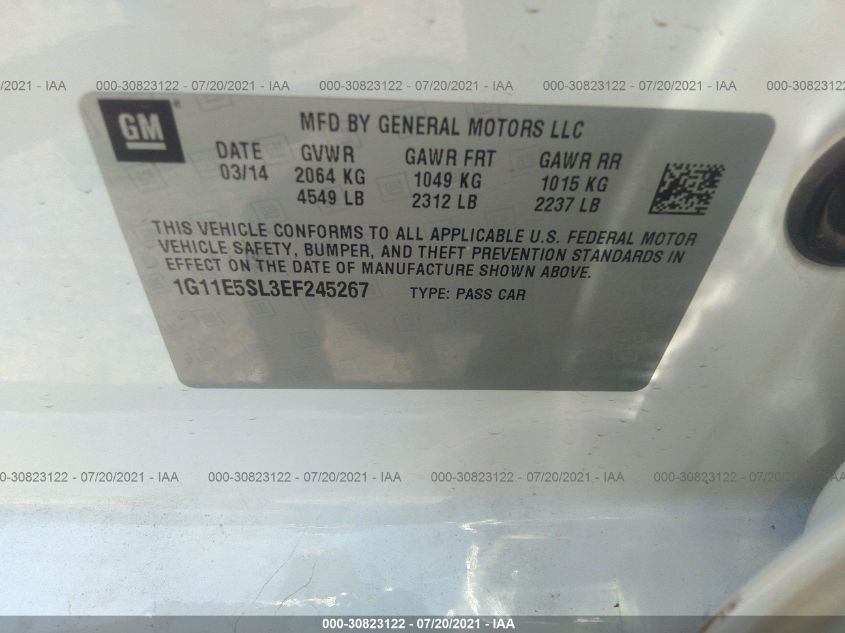 /20/2021 - IAA 000-30823122 - 07/20/2021 - IAA 000-30823122 - 07/20/2021 - IAA 000-30823122 - 07/20/2021 - IAA 000-3082
GM
MFD BY GENERAL MOTORS LLC
DATE GVWR GAWR FRT GAWR RR
03/14 2064 KG 1049 KG 1015 KG
4549 LB 2312 LB 2237 LB
THIS VEHICLE CONFORMS TO ALL APPLICABLE U.S. FEDERAL MOTOR
VEHICLE SAFETY, BUMPER, AND THEFT PREVENTION STANDARDS IN
EFFECT ON THE DATE OF MANUFACTURE SHOWN ABOVE.
1G11E5SL3EF245267 TYPE: PASS CAR
0-30823122 - 07/20/2021 - IAA 000-30823122 - 07/20/2021 - IAA 000-30823122 - 07/20/2021 - IAA 000-30823122 - 07/20/2
000-30823122 - 07/20/2021 - IAA